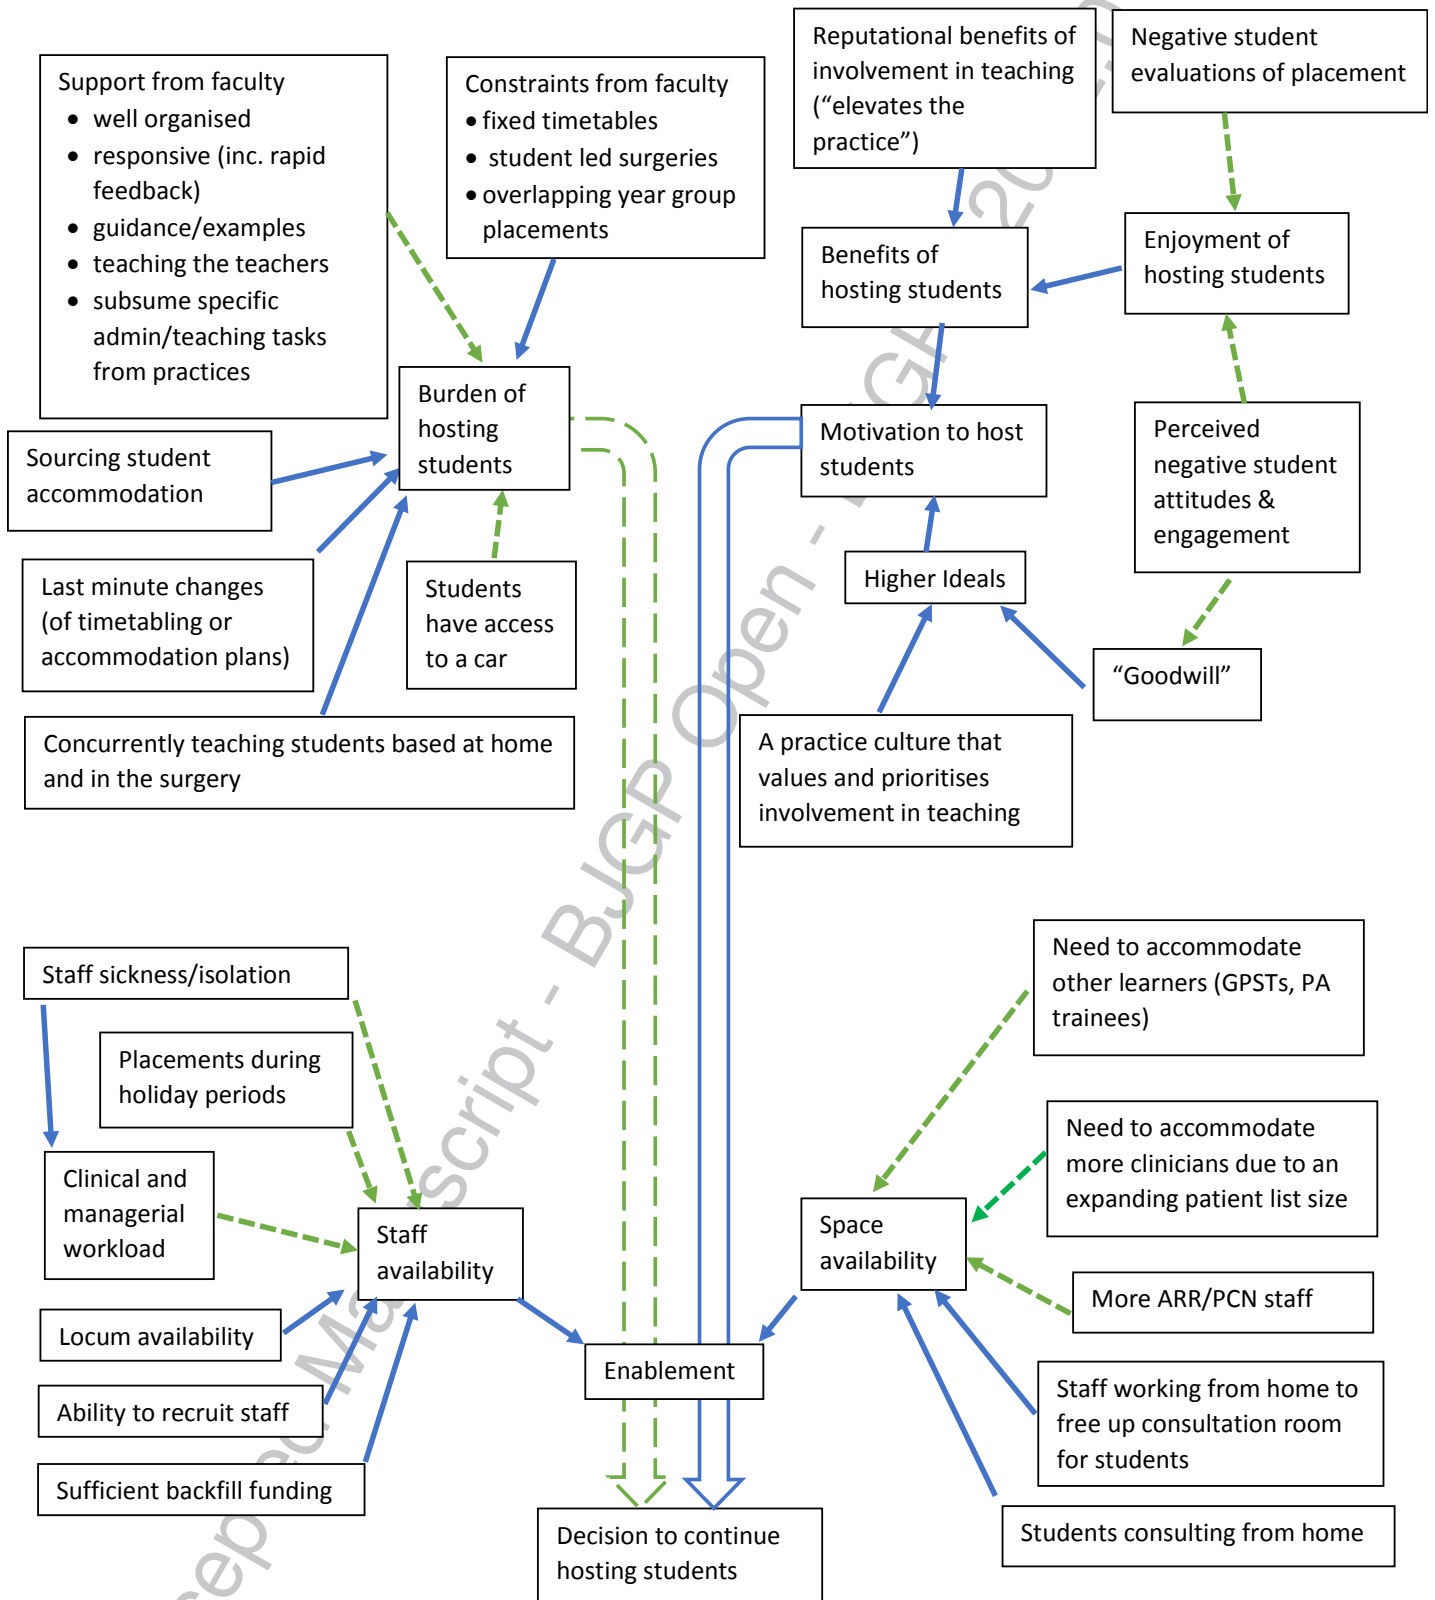 Support from faculty
• well organised
• responsive (inc. rapid
feedback)
• guidance/examples
• teaching the teachers
• subsume specific
admin/teaching tasks
from practices
Constraints from faculty
• fixed timetables
• student led surgeries
• overlapping year group
placements
Reputational benefits of
involvement in teaching
(“elevates the
practice”)
Negative student
evaluations of placement
Benefits of
hosting students
Enjoyment of
hosting students
Burden of
hosting
students
Motivation to host
students
Perceived
negative student
attitudes &
engagement
Sourcing student
accommodation
Last minute changes
(of timetabling or
accommodation plans)
Students
have access
to a car
Higher Ideals
“Goodwill”
Concurrently teaching students based at home
and in the surgery
A practice culture that
values and prioritises
involvement in teaching
Staff sickness/isolation
Placements during
holiday periods
Clinical and
managerial
workload
Staff
availability
Locum availability
Ability to recruit staff
Sufficient backfill funding
Need to accommodate
other learners (GPSTs, PA
trainees)
Need to accommodate
more clinicians due to an
expanding patient list size
Space
availability
More ARR/PCN staff
Enablement
Staff working from home to
free up consultation room
for students
Students consulting from home
Decision to continue
hosting students
BJGP Open -